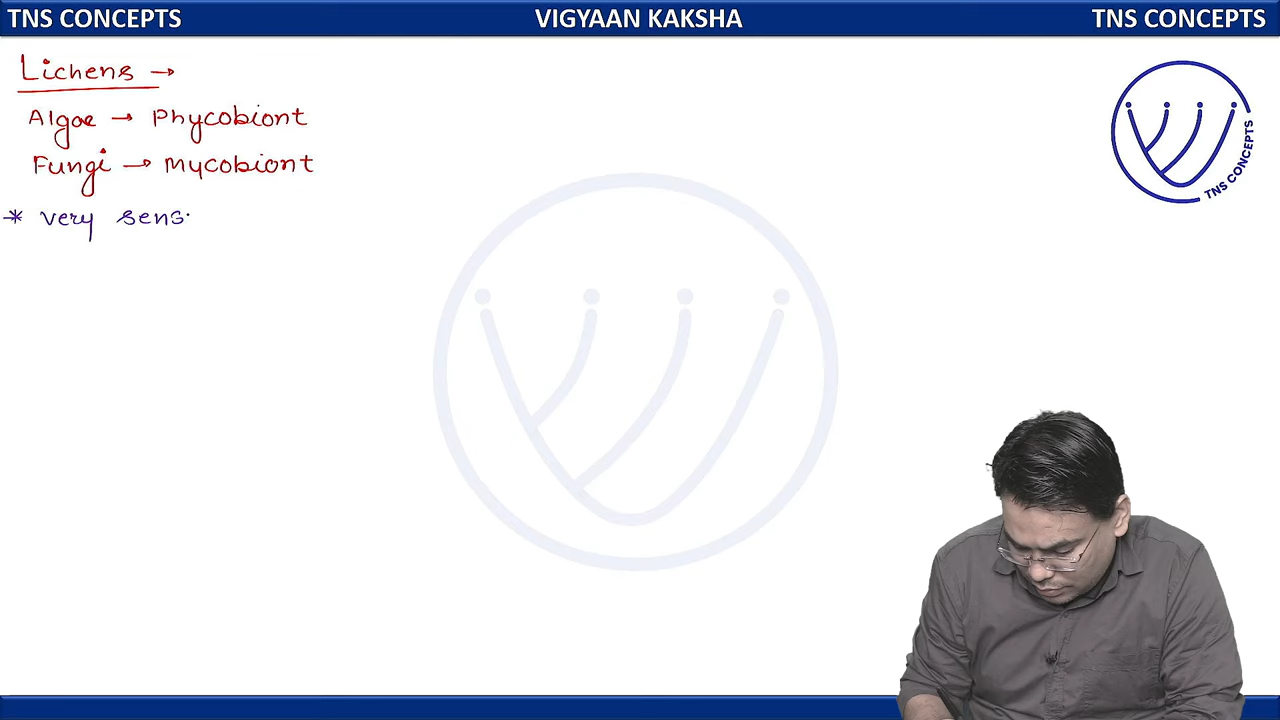 TNS CONCEPTS VIGYAAN KAKSHA TNS CONCEPTS
Lichens →
Algae → Phycobiont
Fungi → Mycobiont
* very sens
TNS CONCEPTS